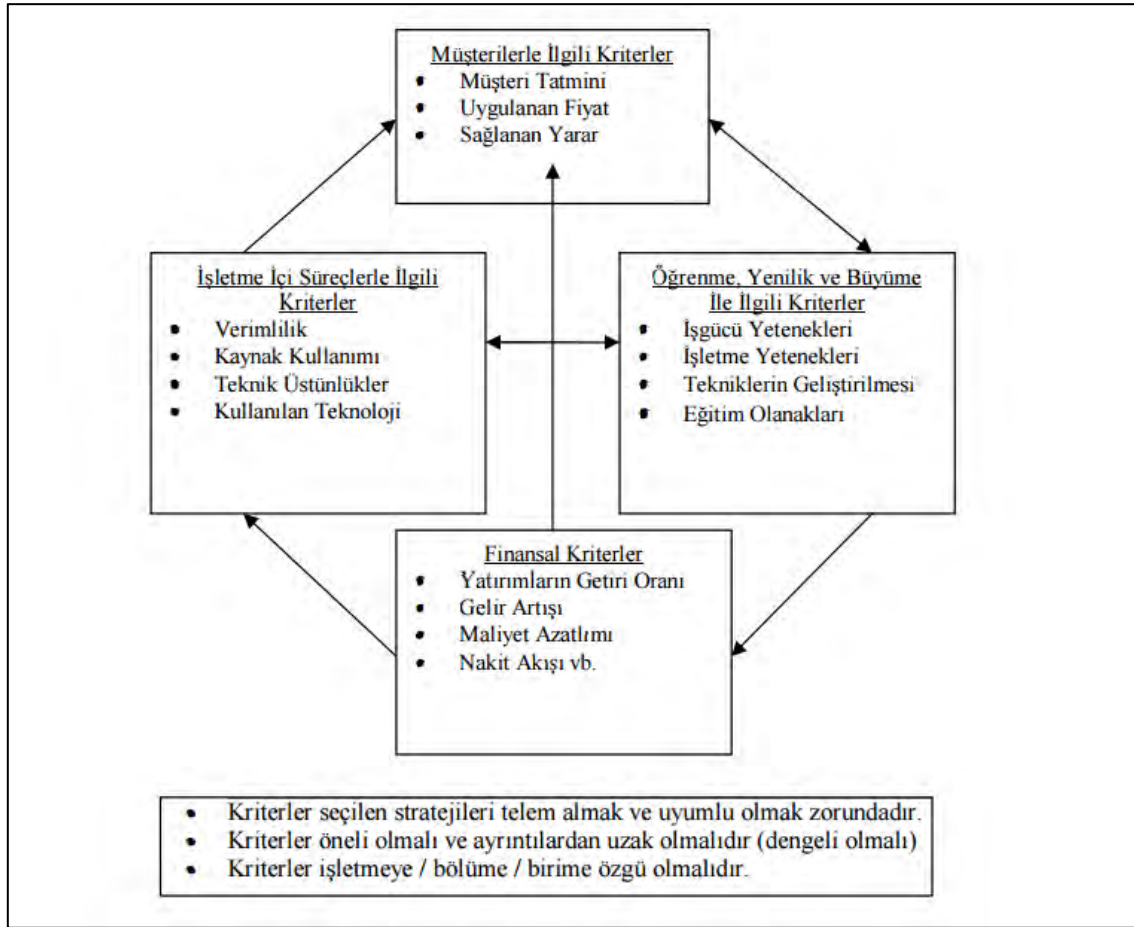 Müşterilerle İlgili Kriterler
• Müşteri Tatmini
• Uygulanan Fiyat
• Sağlanan Yarar
İşletme İçi Süreçlerle İlgili
Kriterler
• Verimlilik
• Kaynak Kullanımı
• Teknik Üstünlükler
• Kullanılan Teknoloji
Öğrenme, Yenilik ve Büyüme
İle İlgili Kriterler
• İşgücü Yetenekleri
• İşletme Yetenekleri
• Tekniklerin Geliştirilmesi
• Eğitim Olanakları
Finansal Kriterler
• Yatırımların Getiri Oranı
• Gelir Artışı
• Maliyet Azatlımı
• Nakit Akışı vb.
• Kriterler seçilen stratejileri telem almak ve uyumlu olmak zorundadır.
• Kriterler öneli olmalı ve ayrıntılardan uzak olmalıdır (dengeli olmalı)
• Kriterler işletmeye / bölüme / birime özgü olmalıdır.